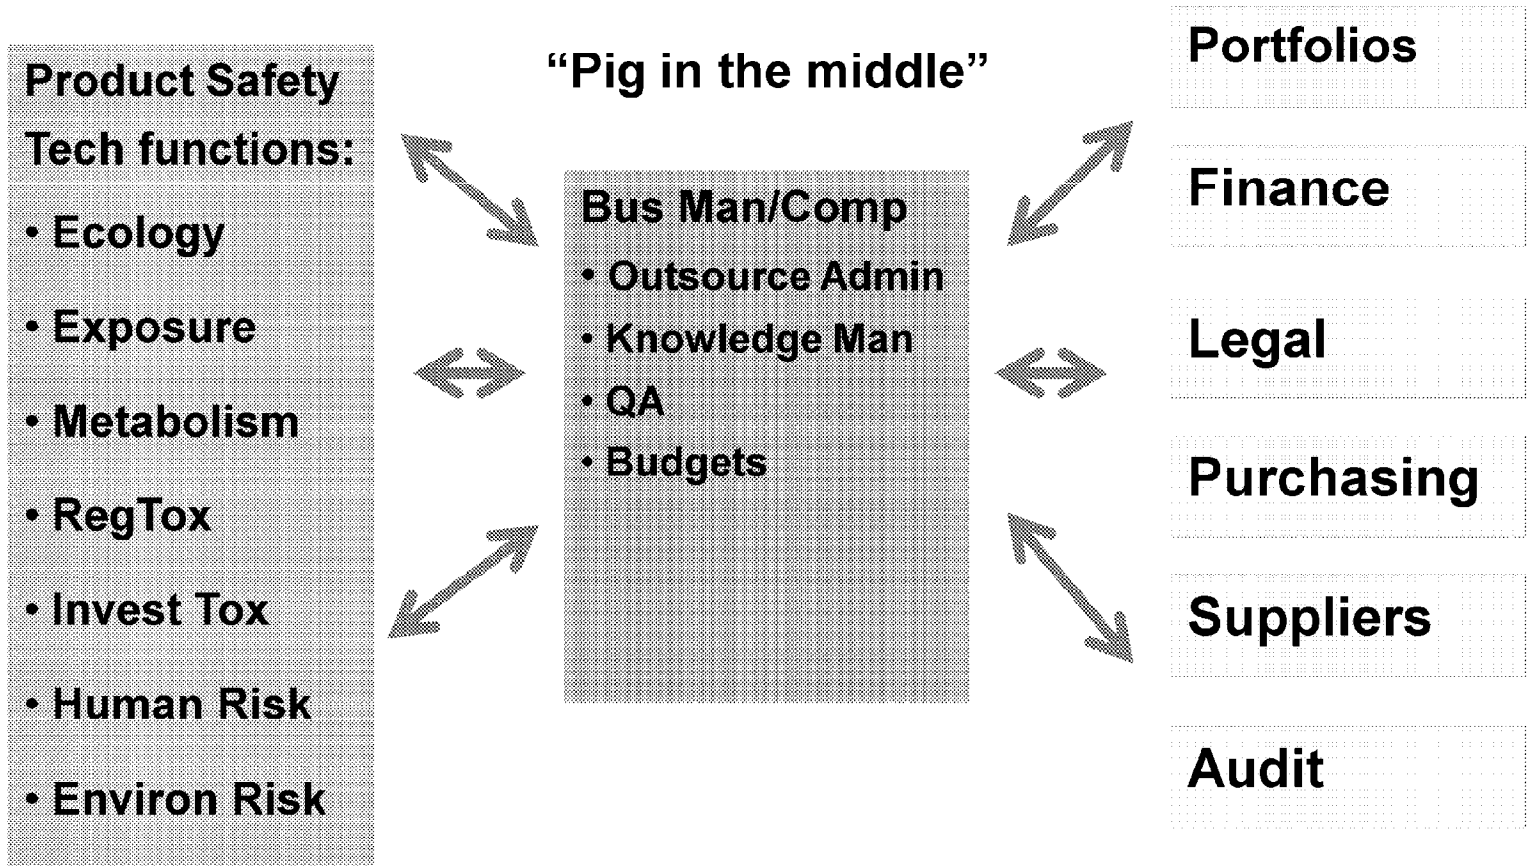 “Pig in the middle”
Product Safety
Tech functions:
• Ecology
• Exposure
• Metabolism
• RegTox
• Invest Tox
• Human Risk
• Environ Risk
Bus Man/Comp
• Outsource Admin
• Knowledge Man
• QA
• Budgets
Portfolios
Finance
Legal
Purchasing
Suppliers
Audit